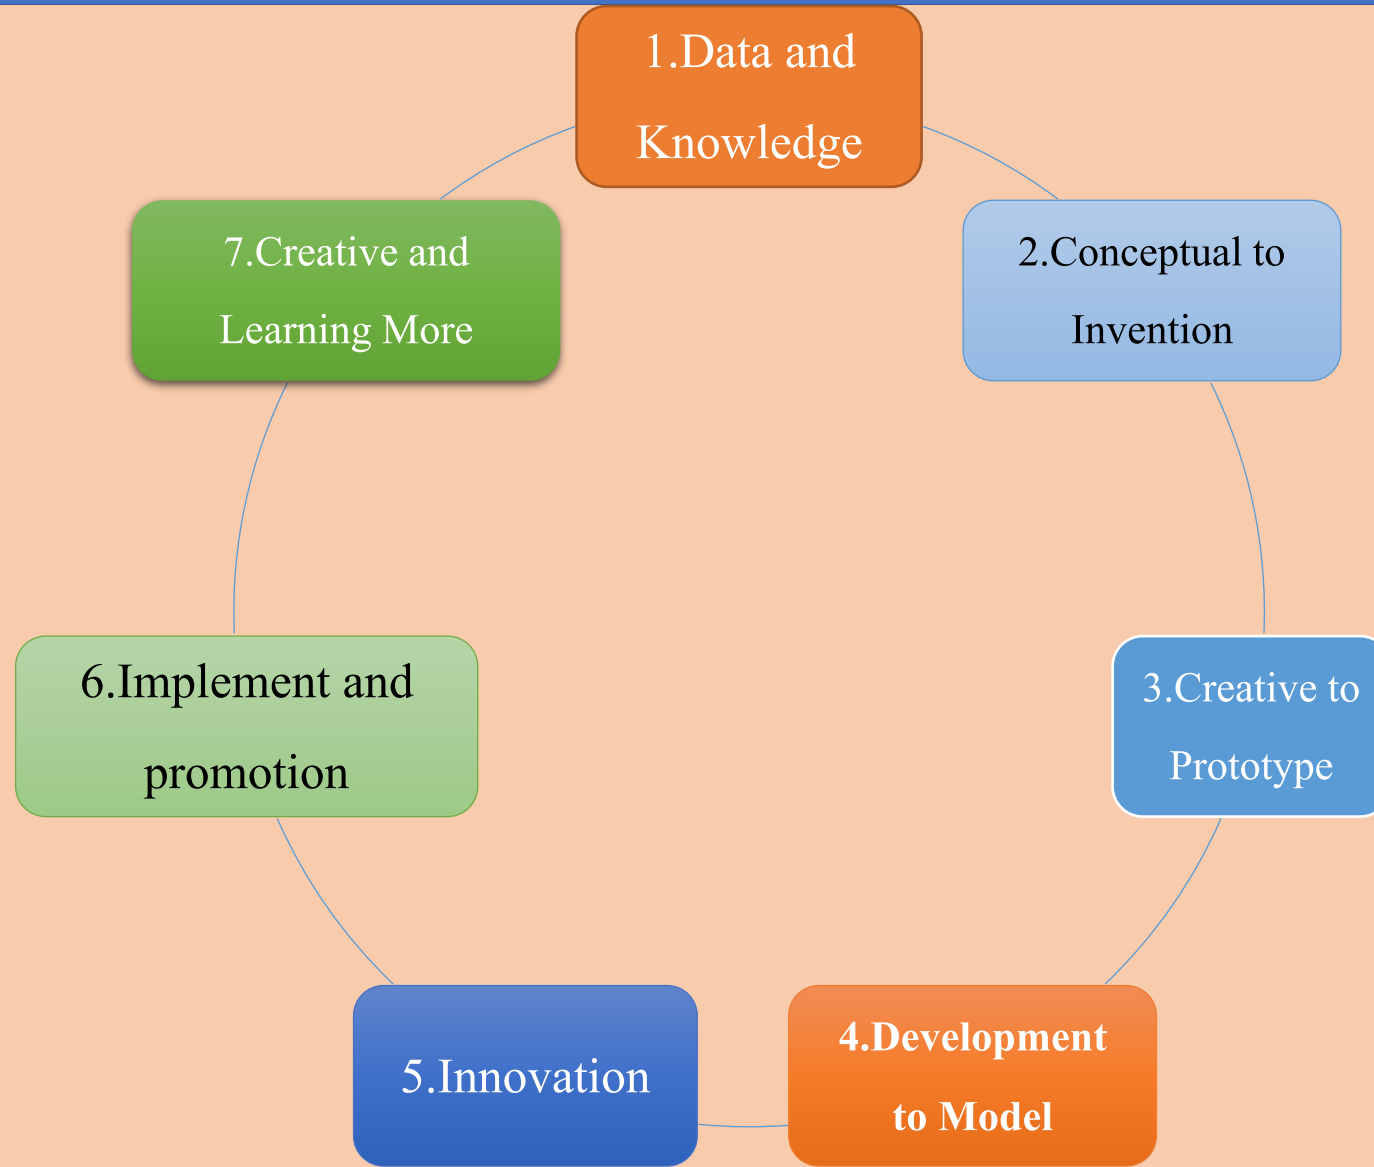 1.Data and
Knowledge
2.Conceptual to
Invention
3.Creative to
Prototype
4.Development
to Model
5.Innovation
6.Implement and
promotion
7.Creative and
Learning More